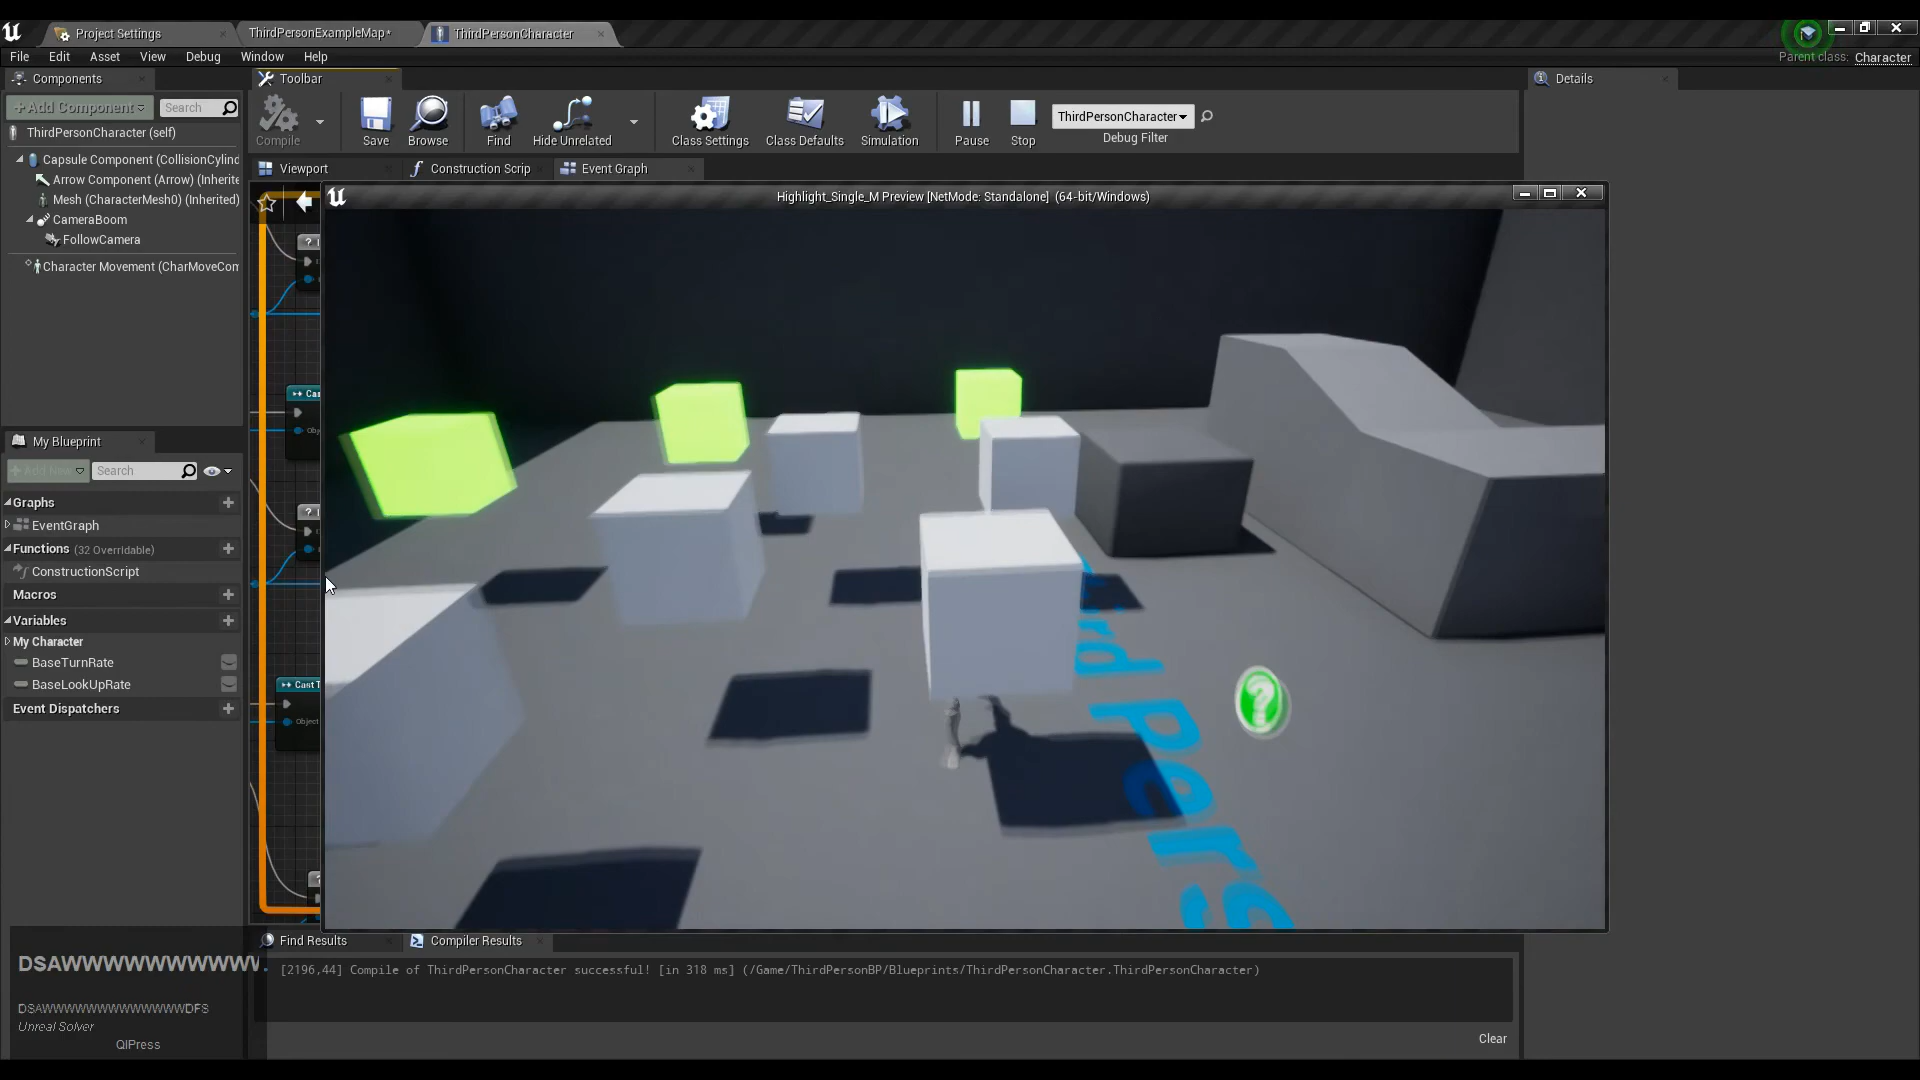 Project Settings
ThirdPersonExampleMap*
ThirdPersonCharacter
File Edit Asset View Debug Window Help
Parent class: Character
Components
Toolbar
Details
+Add Component
Search
Compile
Save
Browse
Find
Hide Unrelated
Class Settings
Class Defaults
Simulation
Pause
Stop
ThirdPersonCharacter
Debug Filter
ThirdPersonCharacter (self)
Capsule Component (CollisionCylind
Arrow Component (Arrow) (Inherite
Mesh (CharacterMesh0) (Inherited)
CameraBoom
FollowCamera
Character Movement (CharMoveCom
Viewport
Construction Scrip
Event Graph
Highlight_Single_M Preview [NetMode: Standalone] (64-bit/Windows)
My Blueprint
+Add New
Search
Graphs
EventGraph
Functions (32 Overridable)
ConstructionScript
Macros
Variables
My Character
BaseTurnRate
BaseLookUpRate
Event Dispatchers
Cast T
Object
?
Find Results
Compiler Results
[2196,44] Compile of ThirdPersonCharacter successful! [in 318 ms] (/Game/ThirdPersonBP/Blueprints/ThirdPersonCharacter.ThirdPersonCharacter)
Clear
Unreal Solver
QIPress